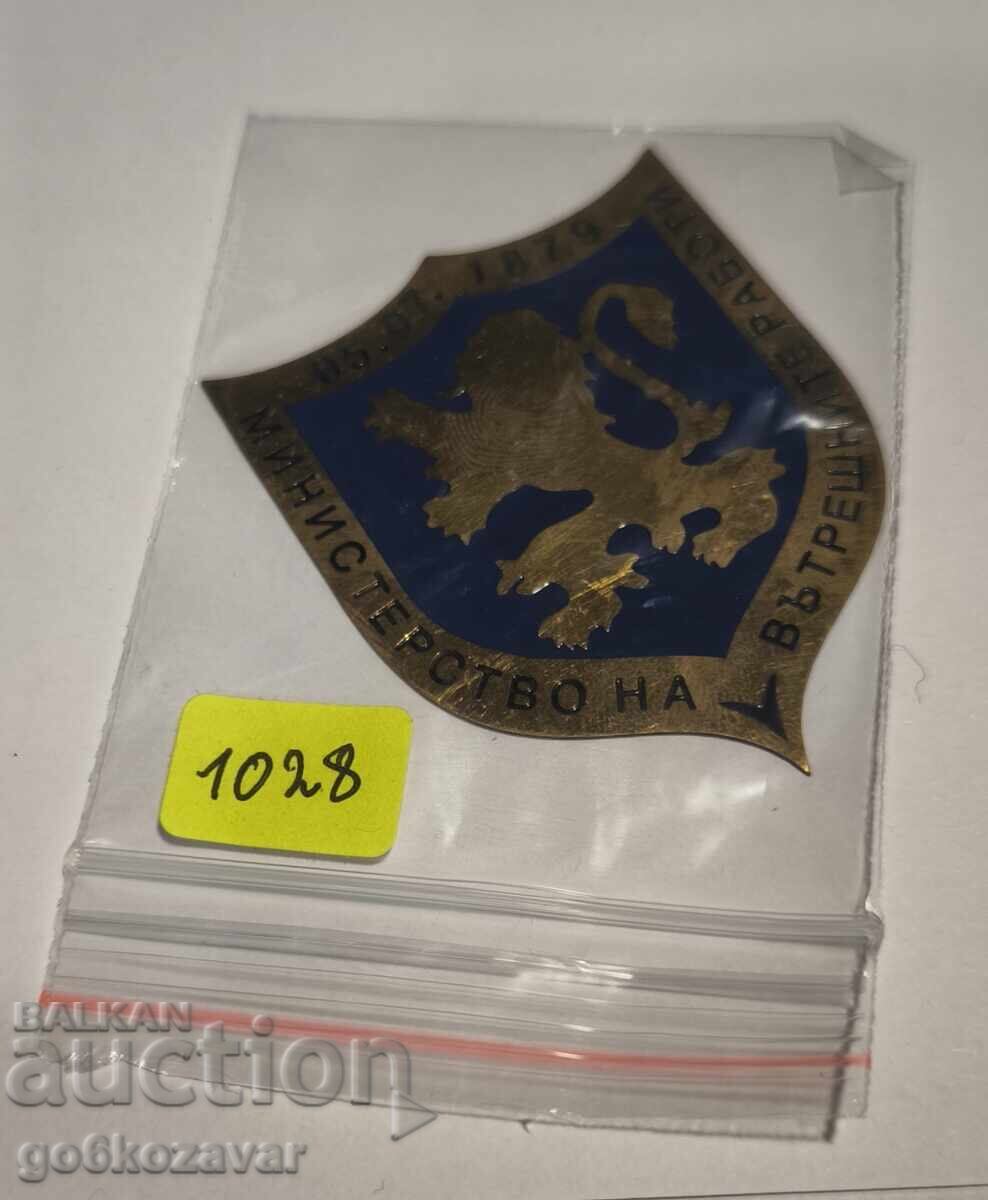 05.07.1879
МИНИСТЕРСТВО НА ВЪТРЕШНИТЕ РАБОТИ
1028
BALKAN
auction
go6kozavar